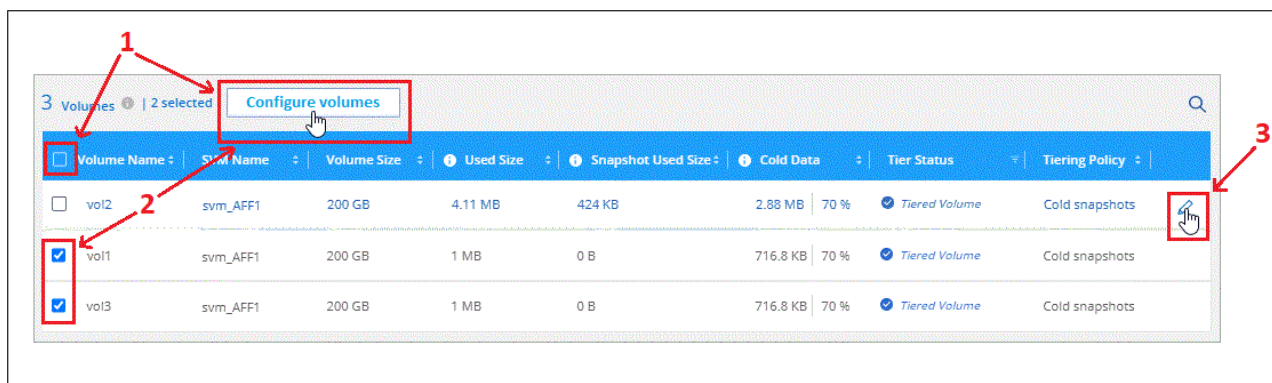 1
3 Volumes | 2 selected Configure volumes
3
Volume Name SVM Name Volume Size Used Size Snapshot Used Size Cold Data Tier Status Tiering Policy
vol2 svm_AFF1 200 GB 4.11 MB 424 KB 2.88 MB 70 % Tiered Volume Cold snapshots
2
vol1 svm_AFF1 200 GB 1 MB 0 B 716.8 KB 70 % Tiered Volume Cold snapshots
vol3 svm_AFF1 200 GB 1 MB 0 B 716.8 KB 70 % Tiered Volume Cold snapshots